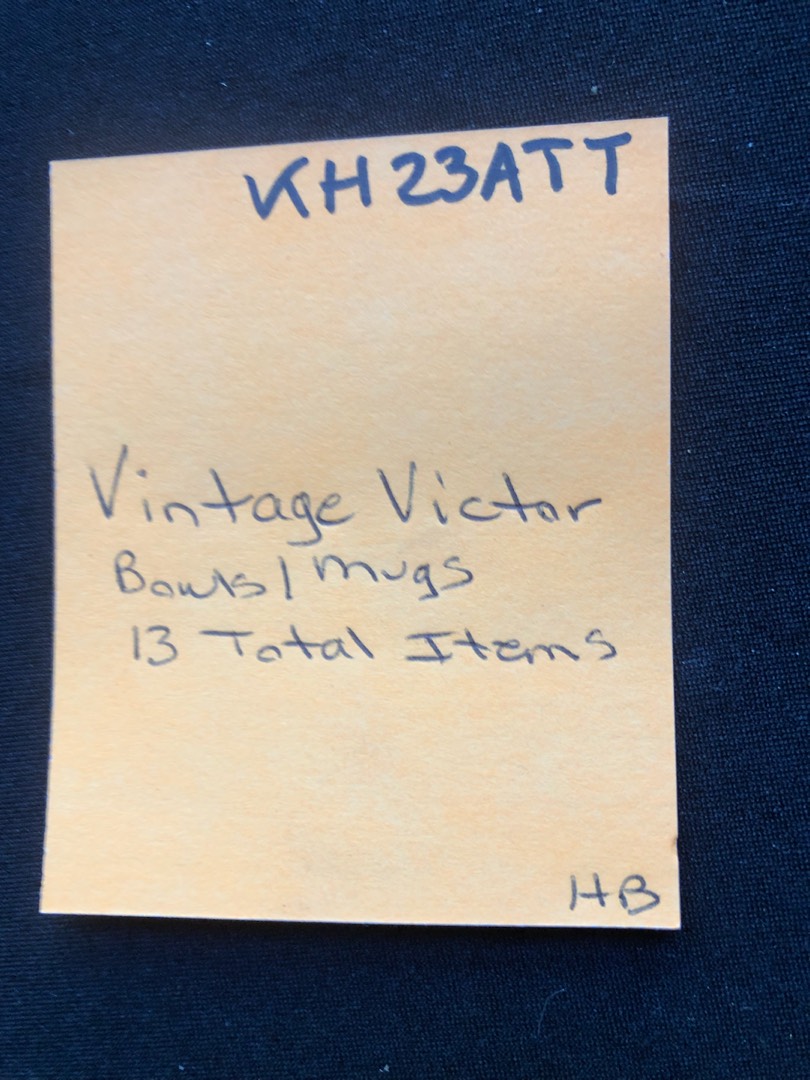 KH23ATT
Vintage Victor
Bowls/Mugs
13 Total Items
HB